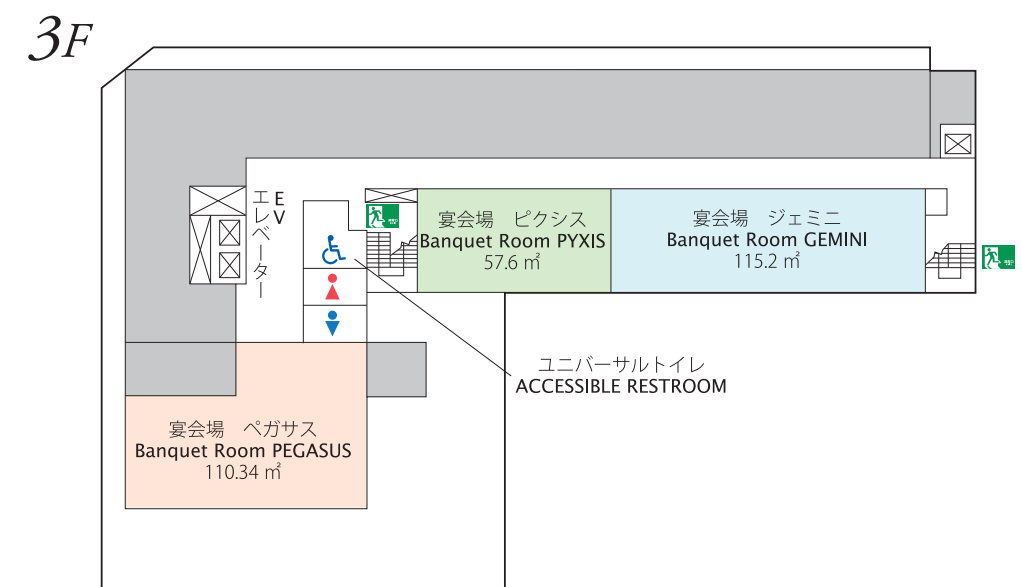 3F
EV
エレベーター
宴会場 ピクシス
Banquet Room PYXIS
57.6 ㎡
宴会場 ジェミニ
Banquet Room GEMINI
115.2 ㎡
ユニバーサルトイレ
ACCESSIBLE RESTROOM
宴会場 ペガサス
Banquet Room PEGASUS
110.34 ㎡